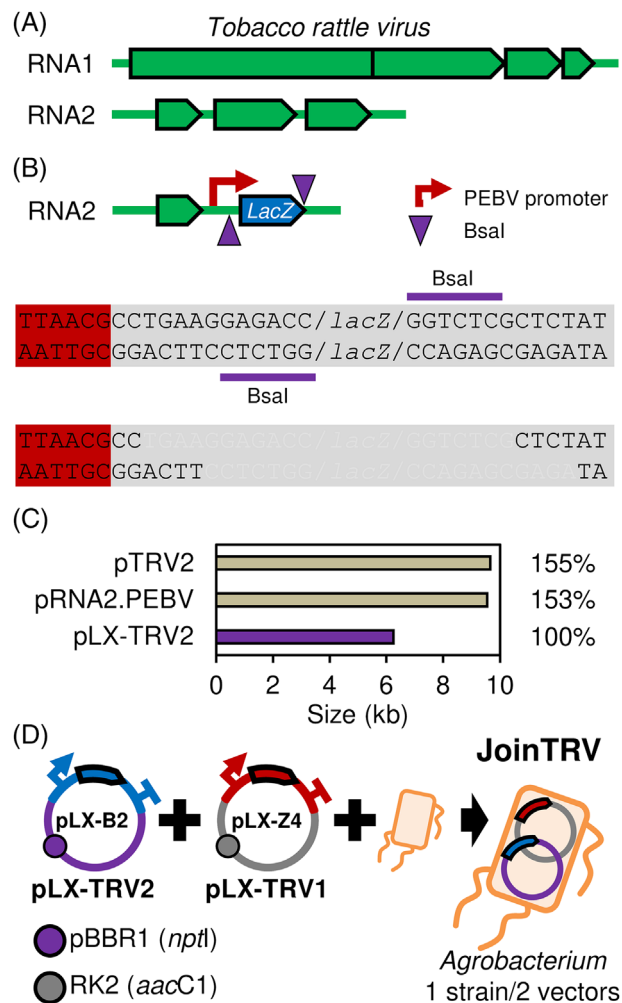 (A)
Tobacco rattle virus
RNA1
RNA2
(B)
RNA2
LacZ
PEBV promoter
BsaI
BsaI
TTAACGCCTGAAGGAGACC/lacZ/GGTCTCGCTCTAT
AATTGCGGACTTCCTCTGG/lacZ/CCAGAGCGAGATA
BsaI
TTAACGCCTGAAGGAGACC/lacZ/GGTCTCCCTCTAT
AATTGCGGACTTCCTCTGG/lacZ/CCAGAGCGAGATA
(C)
pTRV2
155%
pRNA2.PEBV
153%
pLX-TRV2
100%
0 2 4 6 8 10
Size (kb)
(D)
JoinTRV
pLX-B2
pLX-Z4
pLX-TRV2
pLX-TRV1
pBBR1 (nptI)
RK2 (aacC1)
Agrobacterium
1 strain/2 vectors